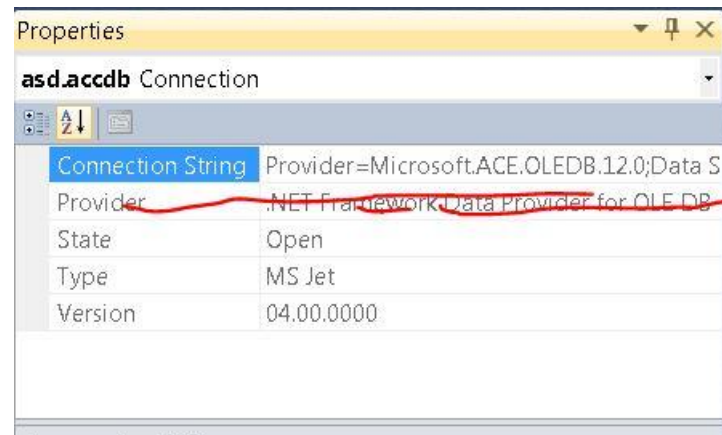 Properties
asd.accdb Connection
Connection String Provider=Microsoft.ACE.OLEDB.12.0;Data S
Provider .NET Framework Data Provider for OLE DB
State Open
Type MS Jet
Version 04.00.0000